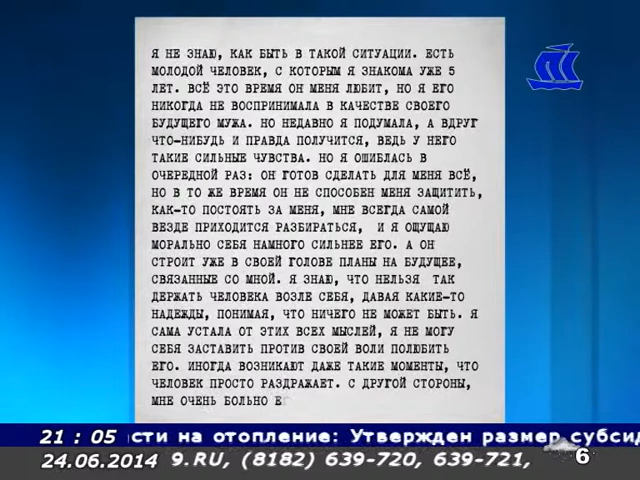 Я НЕ ЗНАЮ, КАК БЫТЬ В ТАКОЙ СИТУАЦИИ. ЕСТЬ
МОЛОДОЙ ЧЕЛОВЕК, С КОТОРЫМ Я ЗНАКОМА УЖЕ 5
ЛЕТ. ВСЁ ЭТО ВРЕМЯ ОН МЕНЯ ЛЮБИТ, НО Я ЕГО
НИКОГДА НЕ ВОСПРИНИМАЛА В КАЧЕСТВЕ СВОЕГО
БУДУЩЕГО МУЖА. НО НЕДАВНО Я ПОДУМАЛА, А ВДРУГ
ЧТО-НИБУДЬ И ПРАВДА ПОЛУЧИТСЯ, ВЕДЬ У НЕГО
ТАКИЕ СИЛЬНЫЕ ЧУВСТВА. НО Я ОШИБЛАСЬ В
ОЧЕРЕДНОЙ РАЗ: ОН ГОТОВ СДЕЛАТЬ ДЛЯ МЕНЯ ВСЁ,
НО В ТО ЖЕ ВРЕМЯ ОН НЕ СПОСОБЕН МЕНЯ ЗАЩИТИТЬ,
КАК-ТО ПОСТОЯТЬ ЗА МЕНЯ, МНЕ ВСЕГДА САМОЙ
ВЕЗДЕ ПРИХОДИТСЯ РАЗБИРАТЬСЯ, И Я ОЩУЩАЮ
МОРАЛЬНО СЕБЯ НАМНОГО СИЛЬНЕЕ ЕГО. А ОН
СТРОИТ УЖЕ В СВОЕЙ ГОЛОВЕ ПЛАНЫ НА БУДУЩЕЕ,
СВЯЗАННЫЕ СО МНОЙ. Я ЗНАЮ, ЧТО НЕЛЬЗЯ ТАК
ДЕРЖАТЬ ЧЕЛОВЕКА ВОЗЛЕ СЕБЯ, ДАВАЯ КАКИЕ-ТО
НАДЕЖДЫ, ПОНИМАЯ, ЧТО НИЧЕГО НЕ МОЖЕТ БЫТЬ. Я
САМА УСТАЛА ОТ ЭТИХ ВСЕХ МЫСЛЕЙ, Я НЕ МОГУ
СЕБЯ ЗАСТАВИТЬ ПРОТИВ СВОЕЙ ВОЛИ ПОЛЮБИТЬ
ЕГО. ИНОГДА ВОЗНИКАЮТ ДАЖЕ ТАКИЕ МОМЕНТЫ, ЧТО
ЧЕЛОВЕК ПРОСТО РАЗДРАЖАЕТ. С ДРУГОЙ СТОРОНЫ,
МНЕ ОЧЕНЬ БОЛЬНО
21 : 05 сти на отопление: Утвержден размер субсид
24.06.2014 9.RU, (8182) 639-720, 639-721, 6